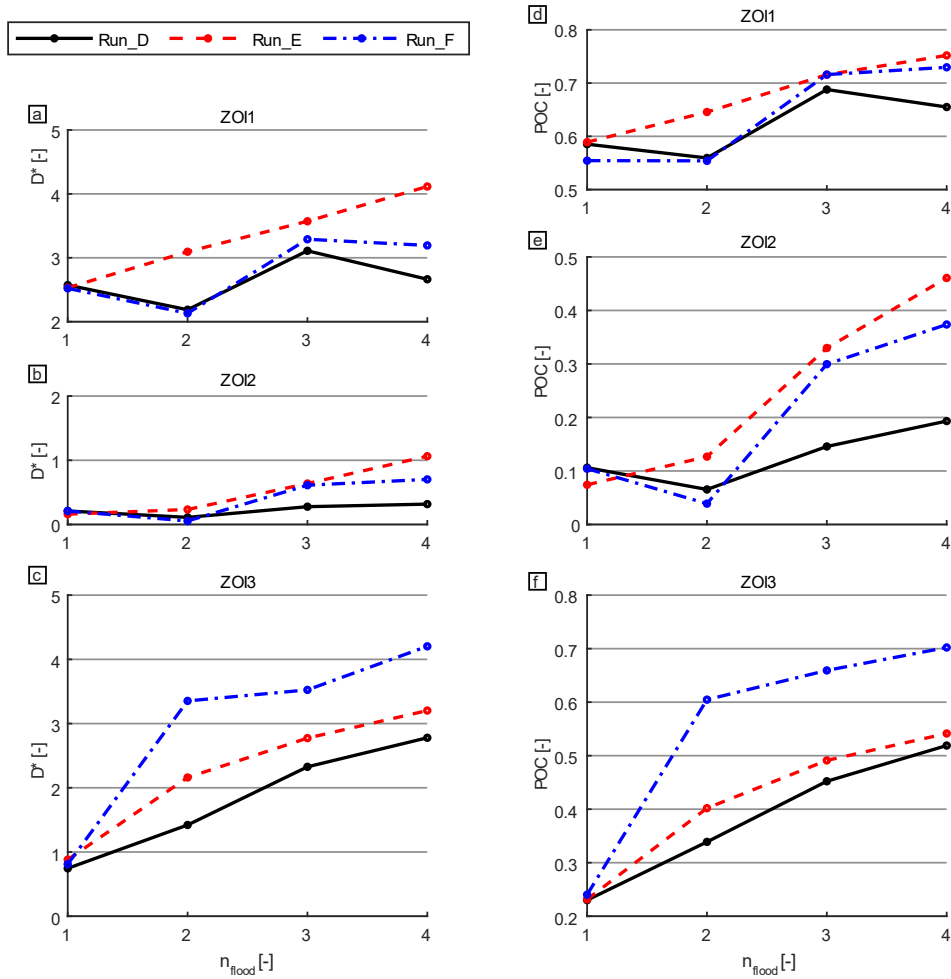 Run_D Run_E Run_F
a
ZOI1
D* [-]
5
4
3
2
1 2 3 4
b
ZOI2
D* [-]
2
1
0
1 2 3 4
c
ZOI3
D* [-]
5
4
3
2
1
0
1 2 3 4
n_flood [-]
d
ZOI1
POC [-]
0.8
0.7
0.6
0.5
1 2 3 4
e
ZOI2
POC [-]
0.5
0.4
0.3
0.2
0.1
0
1 2 3 4
f
ZOI3
POC [-]
0.8
0.7
0.6
0.5
0.4
0.3
0.2
1 2 3 4
n_flood [-]